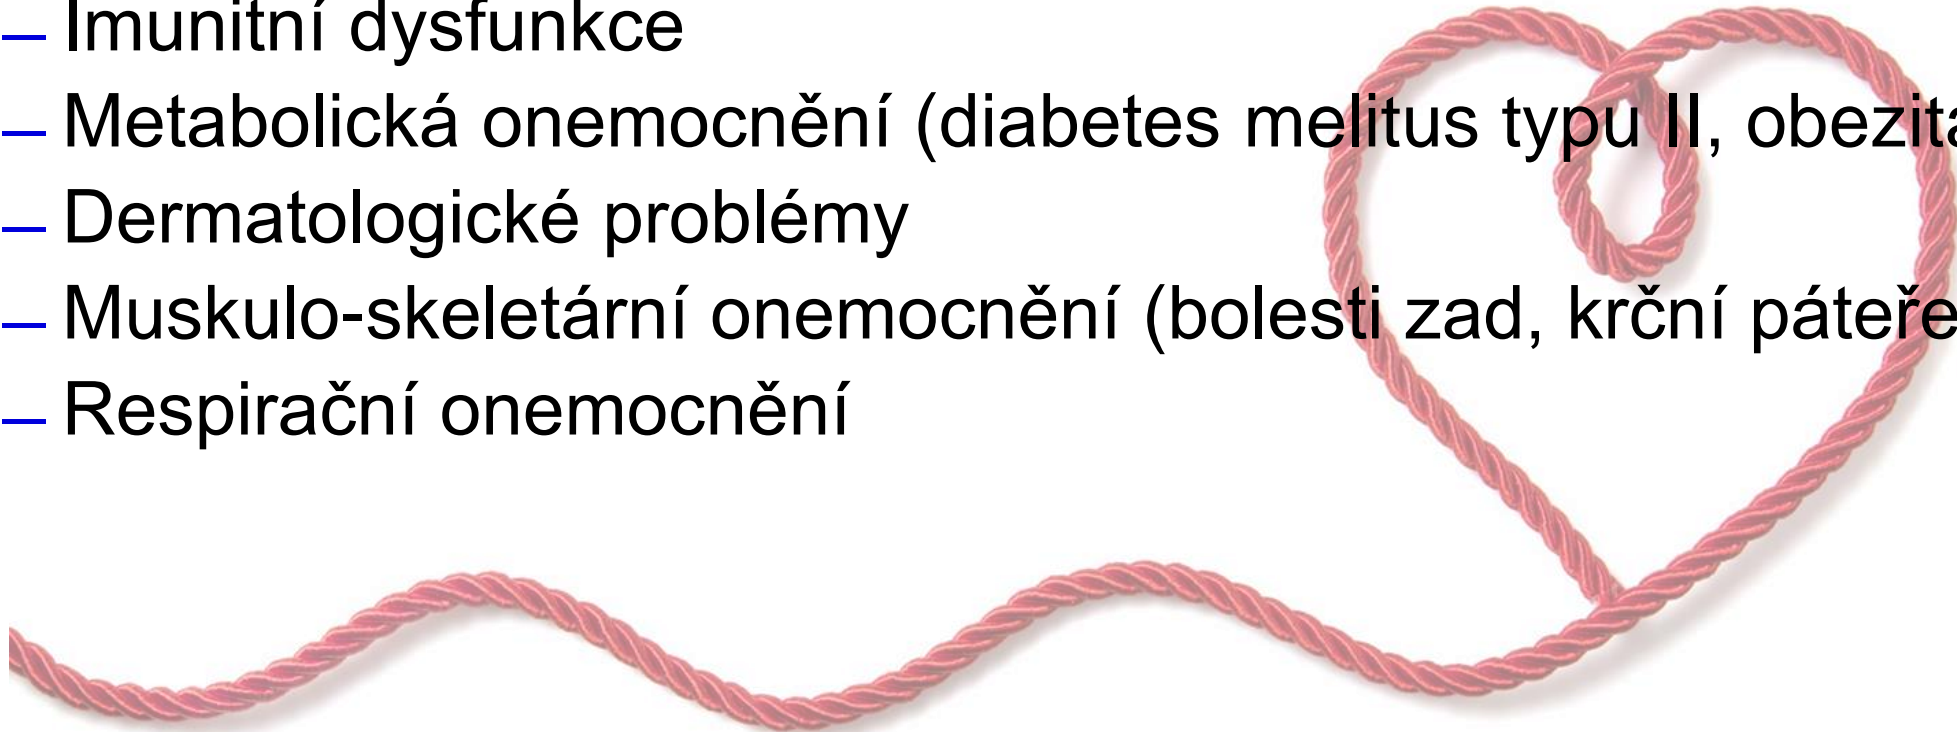 – Imunitní dysfunkce
– Metabolická onemocnění (diabetes melitus typu II, obezita
– Dermatologické problémy
– Muskulo-skeletární onemocnění (bolesti zad, krční páteře
– Respirační onemocnění